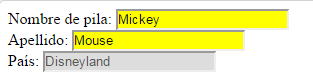 Nombre de pila: Mickey
Apellido: Mouse
País: Disneyland